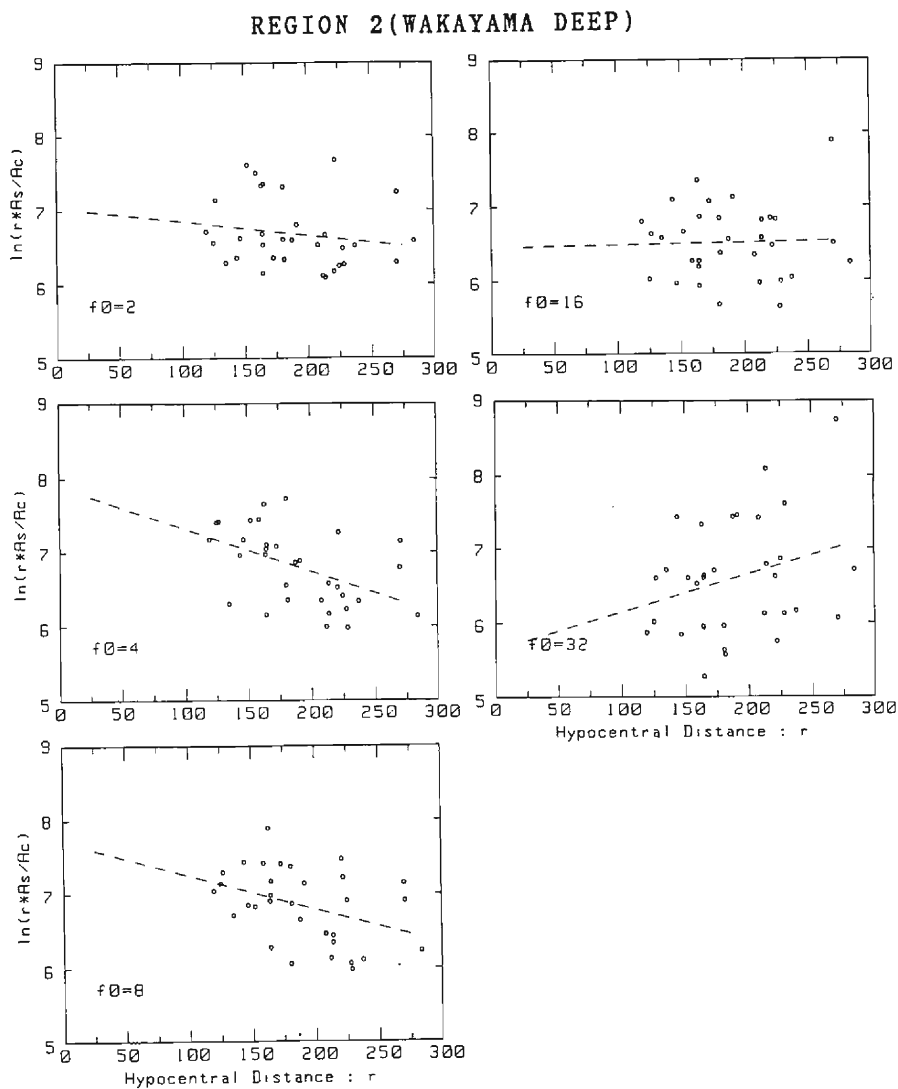 REGION 2(WAKAYAMA DEEP)
9
8
7
6
5
ln(r*As/Ac)
f0=2
0 50 100 150 200 250 300
9
8
7
6
5
f0=16
0 50 100 150 200 250 300
9
8
7
6
5
ln(r*As/Ac)
f0=4
0 50 100 150 200 250 300
9
8
7
6
5
f0=32
0 50 100 150 200 250 300
Hypocentral Distance : r
9
8
7
6
5
ln(r*As/Ac)
f0=8
0 50 100 150 200 250 300
Hypocentral Distance : r